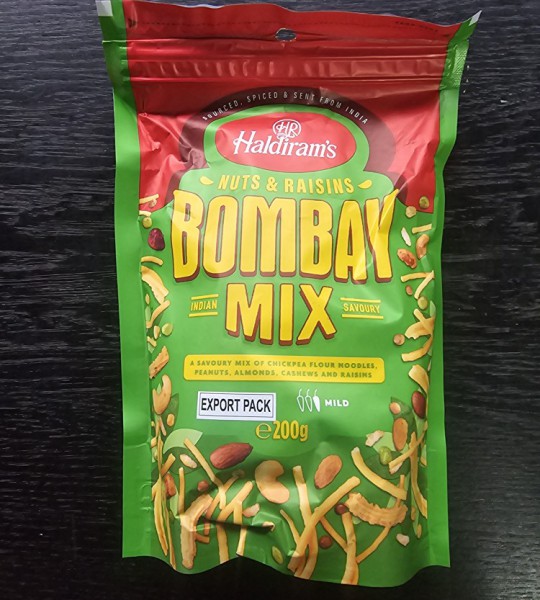 SOURCED, SPICED & SENT FROM INDIA
HR
Haldiram's
NUTS & RAISINS
BOMBAY
MIX
INDIAN
SAVOURY
A SAVOURY MIX OF CHICKPEA FLOUR NOODLES,
PEANUTS, ALMONDS, CASHEWS AND RAISINS
EXPORT PACK
MILD
℮200g